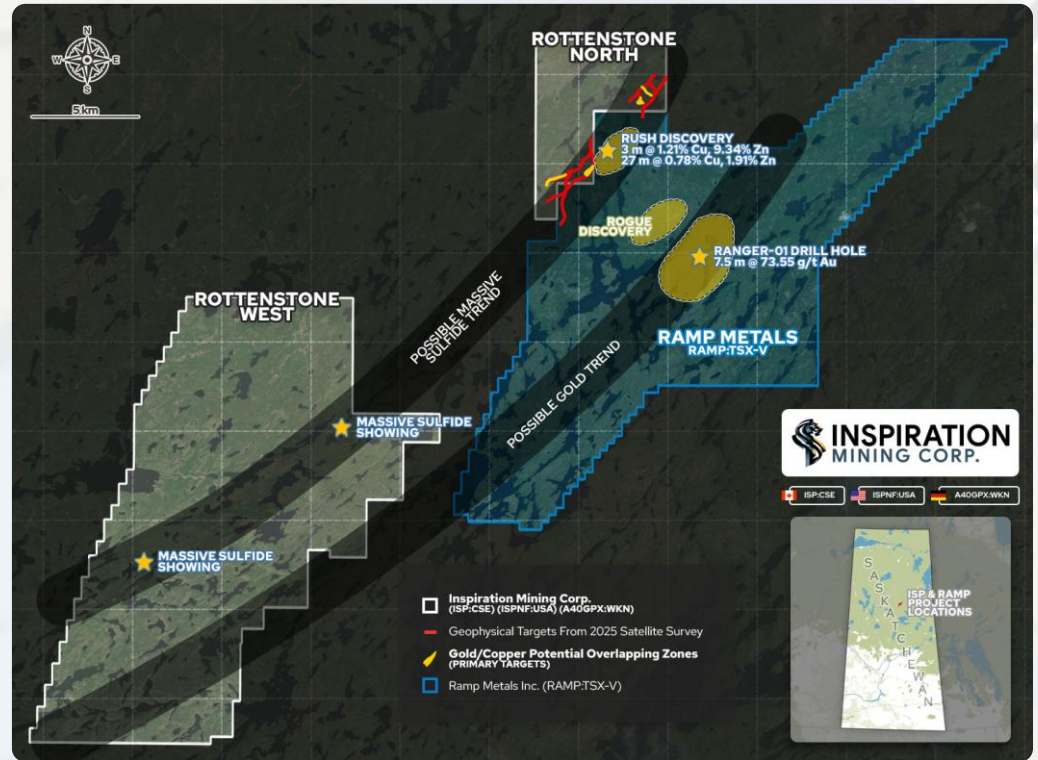 N
W
E
S
5km
ROTTENSTONE
NORTH
RUSH DISCOVERY
3 m @ 1.21% Cu, 9.34% Zn
27 m @ 0.78% Cu, 1.91% Zn
ROGUE
DISCOVERY
RANGER-01 DRILL HOLE
7.5 m @ 73.55 g/t Au
ROTTENSTONE
WEST
POSSIBLE MASSIVE
SULFIDE TREND
RAMP METALS
RAMP:TSX-V
POSSIBLE GOLD TREND
MASSIVE SULFIDE
SHOWING
MASSIVE SULFIDE
SHOWING
INSPIRATION
MINING CORP.
ISP:CSE
ISPNF:USA
A40GPX:WKN
SASKATCHEWAN
ISP & RAMP
PROJECT
LOCATIONS
Inspiration Mining Corp.
(ISP:CSE) (ISPNF:USA) (A40GPX:WKN)
Geophysical Targets From 2025 Satellite Survey
Gold/Copper Potential Overlapping Zones
(PRIMARY TARGETS)
Ramp Metals Inc. (RAMP:TSX-V)